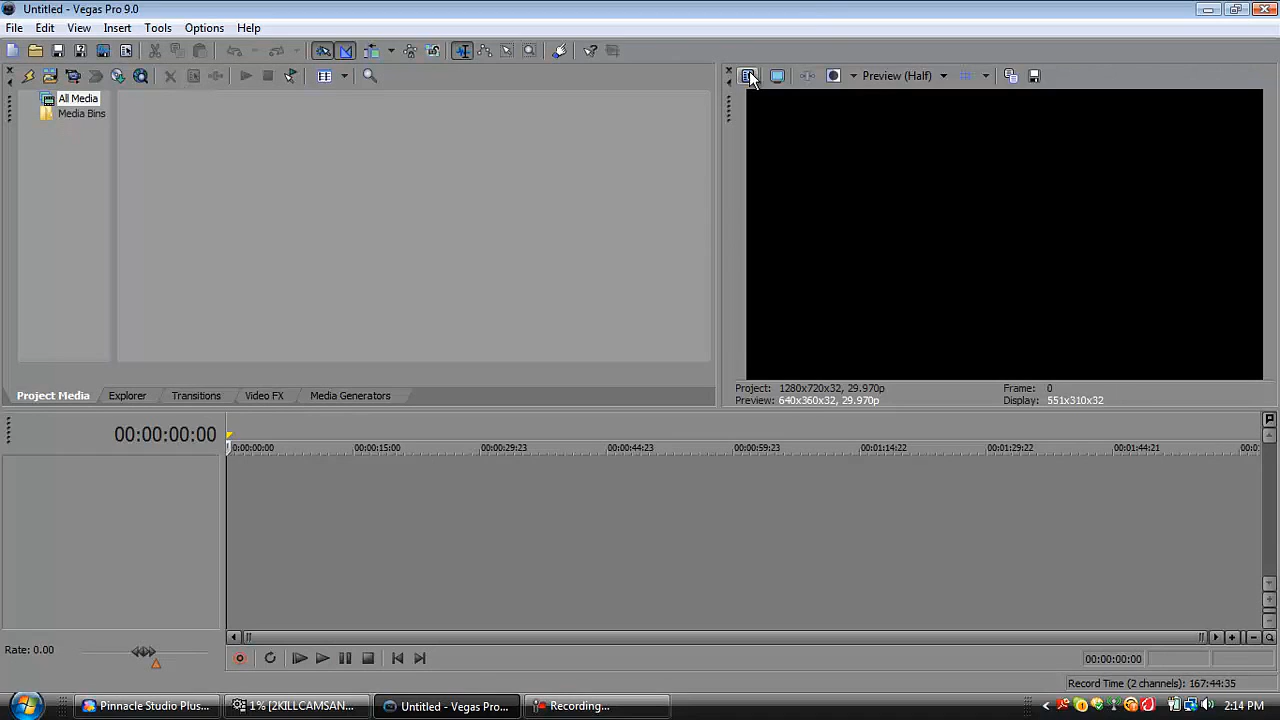 Untitled - Vegas Pro 9.0
File Edit View Insert Tools Options Help
Preview (Half)
All Media
Media Bins
Project Media Explorer Transitions Video FX Media Generators
Project: 1280x720x32, 29.970p Frame: 0
Preview: 640x360x32, 29.970p Display: 551x310x32
00:00:00:00
0:00:00:00 00:00:15:00 00:00:29:23 00:00:44:23 00:00:59:23 00:01:14:22 00:01:29:22 00:01:44:21 00:0
Rate: 0.00
00:00:00:00
Record Time (2 channels): 167:44:35
Pinnacle Studio Plus... 1% [2KILLCAMSAN... Untitled - Vegas Pro... Recording... 2:14 PM